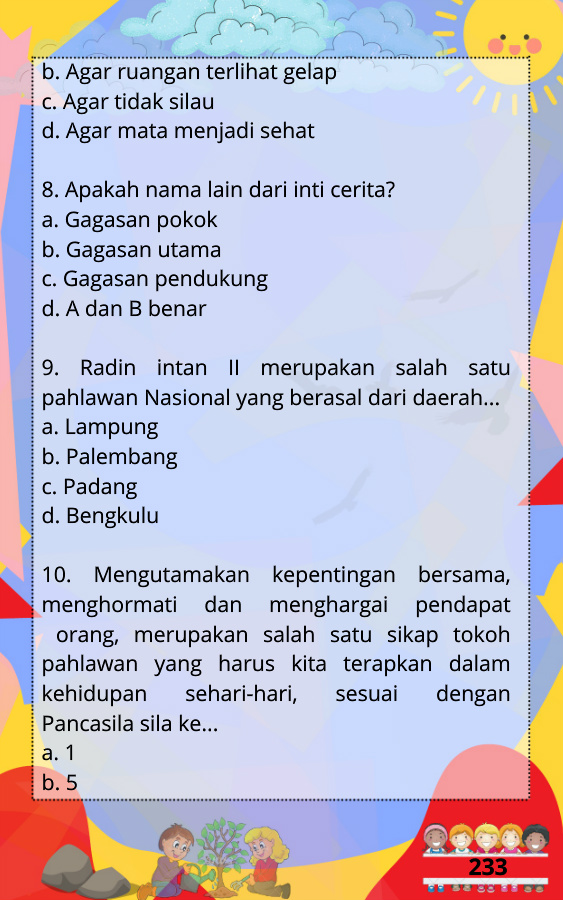 b. Agar ruangan terlihat gelap
c. Agar tidak silau
d. Agar mata menjadi sehat
8. Apakah nama lain dari inti cerita?
a. Gagasan pokok
b. Gagasan utama
c. Gagasan pendukung
d. A dan B benar
9. Radin intan II merupakan salah satu
pahlawan Nasional yang berasal dari daerah...
a. Lampung
b. Palembang
c. Padang
d. Bengkulu
10. Mengutamakan kepentingan bersama,
menghormati dan menghargai pendapat
orang, merupakan salah satu sikap tokoh
pahlawan yang harus kita terapkan dalam
kehidupan sehari-hari, sesuai dengan
Pancasila sila ke...
a. 1
b. 5
233